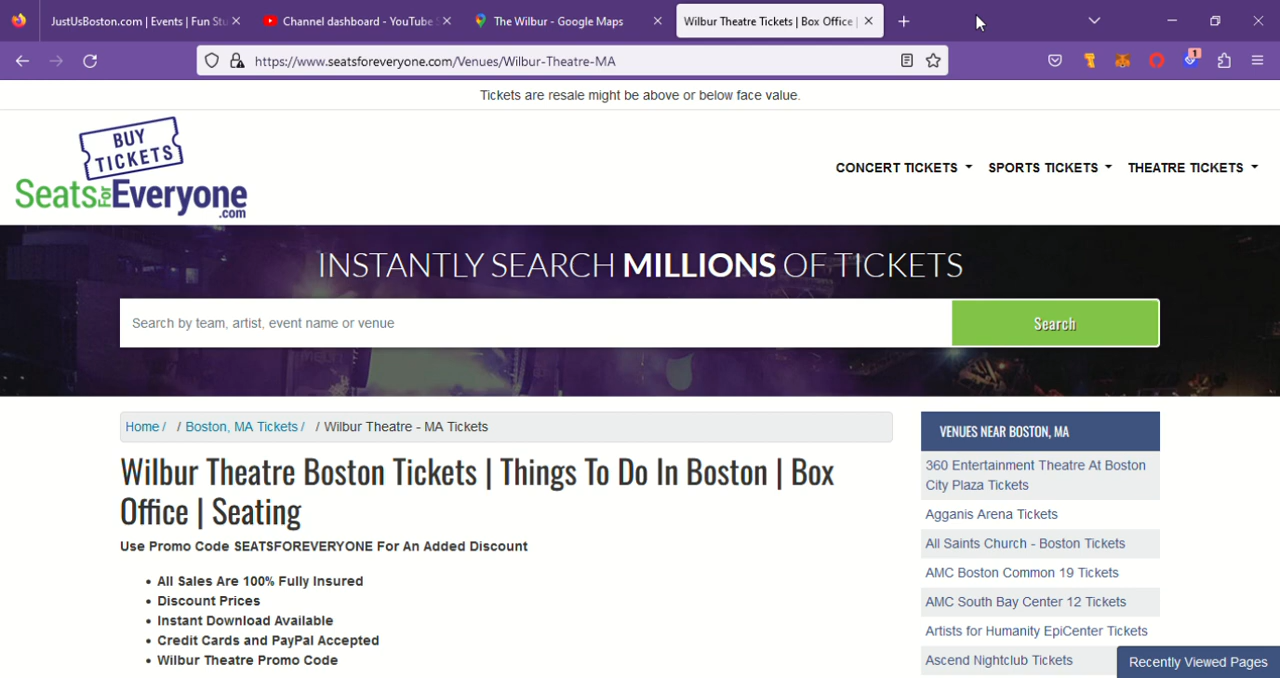 JustUsBoston.com | Events | Fun Stu
Channel dashboard - YouTube S
The Wilbur - Google Maps
Wilbur Theatre Tickets | Box Office |
https://www.seatsforeveryone.com/Venues/Wilbur-Theatre-MA
1
Tickets are resale might be above or below face value.
BUY
TICKETS
SeatsforEveryone
.com
CONCERT TICKETS
SPORTS TICKETS
THEATRE TICKETS
INSTANTLY SEARCH MILLIONS OF TICKETS
Search by team, artist, event name or venue
Search
Home / / Boston, MA Tickets / / Wilbur Theatre - MA Tickets
Wilbur Theatre Boston Tickets | Things To Do In Boston | Box
Office | Seating
Use Promo Code SEATSFOREVERYONE For An Added Discount
• All Sales Are 100% Fully Insured
• Discount Prices
• Instant Download Available
• Credit Cards and PayPal Accepted
• Wilbur Theatre Promo Code
VENUES NEAR BOSTON, MA
360 Entertainment Theatre At Boston
City Plaza Tickets
Agganis Arena Tickets
All Saints Church - Boston Tickets
AMC Boston Common 19 Tickets
AMC South Bay Center 12 Tickets
Artists for Humanity EpiCenter Tickets
Ascend Nightclub Tickets
Recently Viewed Pages